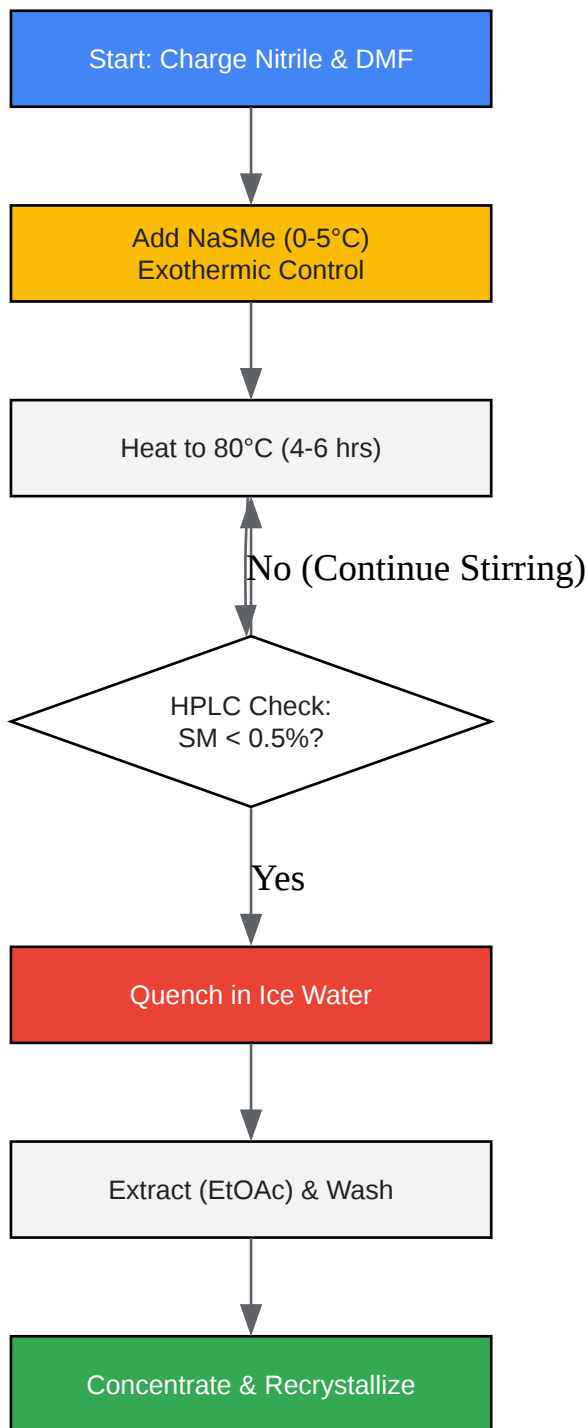 Start: Charge Nitrile & DMF
Add NaSMe (0-5°C)
Exothermic Control
Heat to 80°C (4-6 hrs)
No (Continue Stirring)
HPLC Check:
SM < 0.5%?
Yes
Quench in Ice Water
Extract (EtOAc) & Wash
Concentrate & Recrystallize